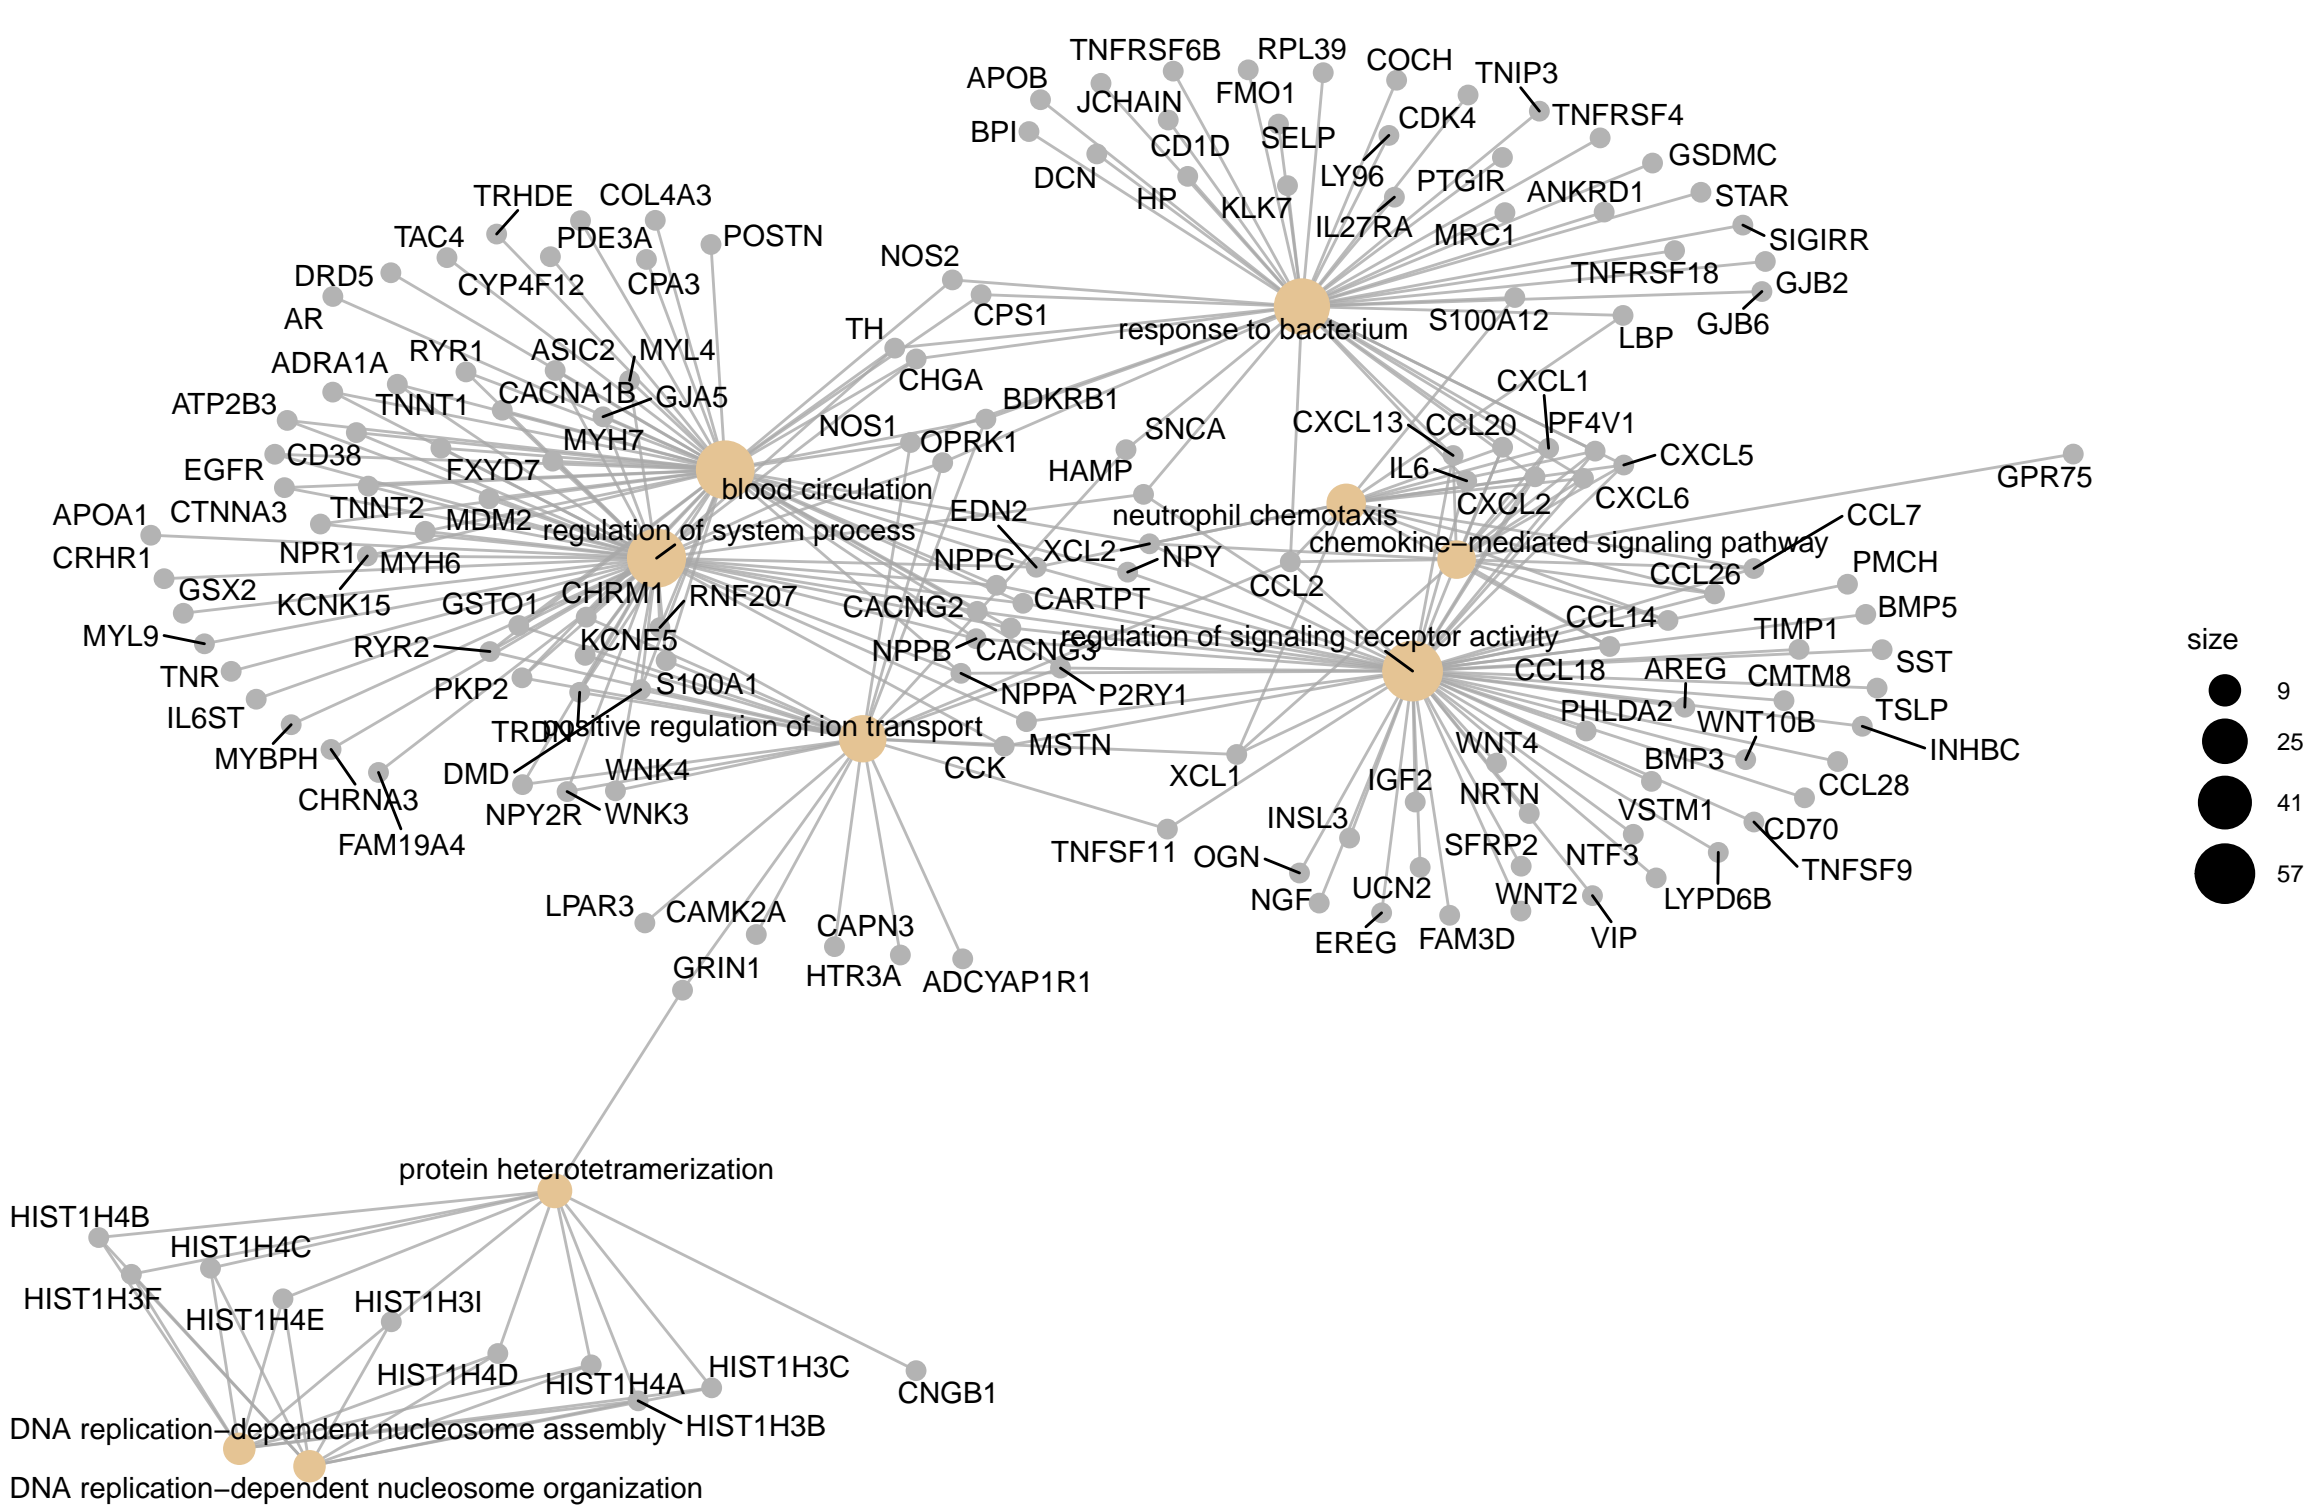 TNFRSF6B
RPL39
COCH
TNIP3
APOB
FMO1
JCHAIN
CDK4
TNFRSF4
BPI
SELP
CD1D
GSDMC
DCN
LY96
PTGIR
ANKRD1
STAR
HP
KLK7
IL27RA
MRC1
SIGIRR
TRHDE
COL4A3
TAC4
PDE3A
POSTN
NOS2
TNFRSF18
GJB2
DRD5
CYP4F12
CPA3
CPS1
S100A12
GJB6
AR
TH
response to bacterium
LBP
ADRA1A
RYR1
ASIC2
MYL4
CHGA
CXCL1
ATP2B3
TNNT1
CACNA1B
GJA5
BDKRB1
NOS1
OPRK1
SNCA
CXCL13
CCL20
PF4V1
MYH7
CD38
EGFR
FXYD7
HAMP
IL6
CXCL5
GPR75
blood circulation
CXCL2
CXCL6
APOA1
CTNNA3
TNNT2
MDM2
regulation of system process
EDN2
neutrophil chemotaxis
CCL7
CRHR1
NPR1
MYH6
NPPC
XCL2
NPY
chemokine−mediated signaling pathway
PMCH
GSX2
KCNK15
GSTO1
CHRM1
RNF207
CACNG2
CARTPT
CCL2
CCL26
CCL14
BMP5
MYL9
RYR2
KCNE5
NPPB
CACNG3
regulation of signaling receptor activity
TIMP1
SST
TNR
PKP2
S100A1
NPPA
P2RY1
CCL18
AREG
CMTM8
IL6ST
TRDN
positive regulation of ion transport
PHLDA2
WNT10B
TSLP
MYBPH
DMD
WNK4
CCK
MSTN
XCL1
WNT4
BMP3
INHBC
CHRNA3
NPY2R
WNK3
IGF2
NRTN
CCL28
FAM19A4
TNFSF11
INSL3
VSTM1
CD70
OGN
SFRP2
NTF3
TNFSF9
LPAR3
CAMK2A
CAPN3
NGF
UCN2
WNT2
LYPD6B
GRIN1
HTR3A
ADCYAP1R1
EREG
FAM3D
VIP
size
9
25
41
57
protein heterotetramerization
HIST1H4B
HIST1H4C
HIST1H3F
HIST1H4E
HIST1H3I
HIST1H4D
HIST1H4A
HIST1H3C
CNGB1
DNA replication−dependent nucleosome assembly
HIST1H3B
DNA replication−dependent nucleosome organization